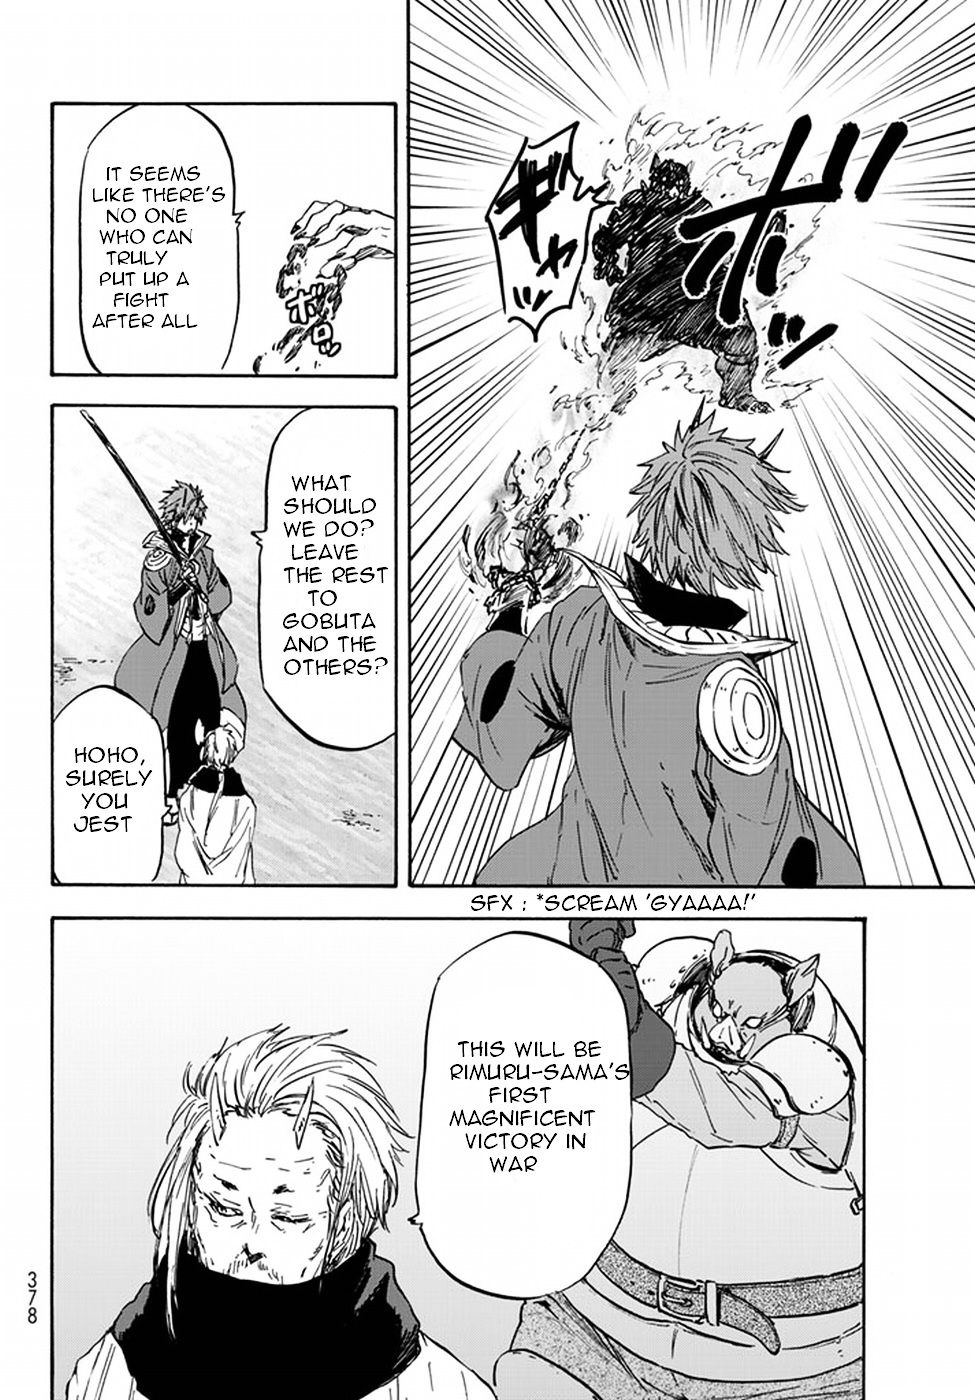 ギャ
ボボッ
SFX : *SCREAM 'GYAAAA!'
IT SEEMS
LIKE THERE'S
NO ONE
WHO CAN
TRULY
PUT UP A
FIGHT
AFTER ALL
ボロッ
WHAT
SHOULD
WE DO?
LEAVE
THE REST
TO
GOBUTA
AND THE
OTHERS?
HOHO,
SURELY
YOU
JEST
THIS WILL BE
RIMURU-SAMA'S
FIRST
MAGNIFICENT
VICTORY IN
WAR
378